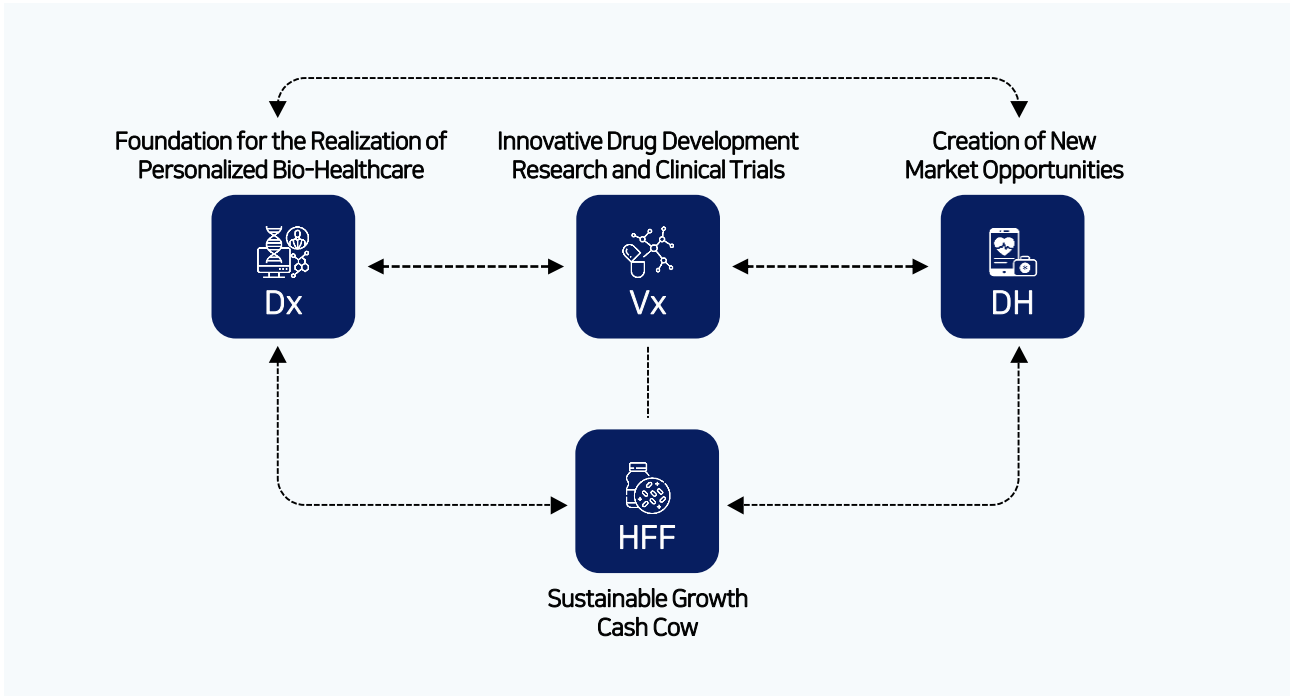 Foundation for the Realization of
Personalized Bio-Healthcare
Dx
Innovative Drug Development
Research and Clinical Trials
Vx
Creation of New
Market Opportunities
DH
HFF
Sustainable Growth
Cash Cow